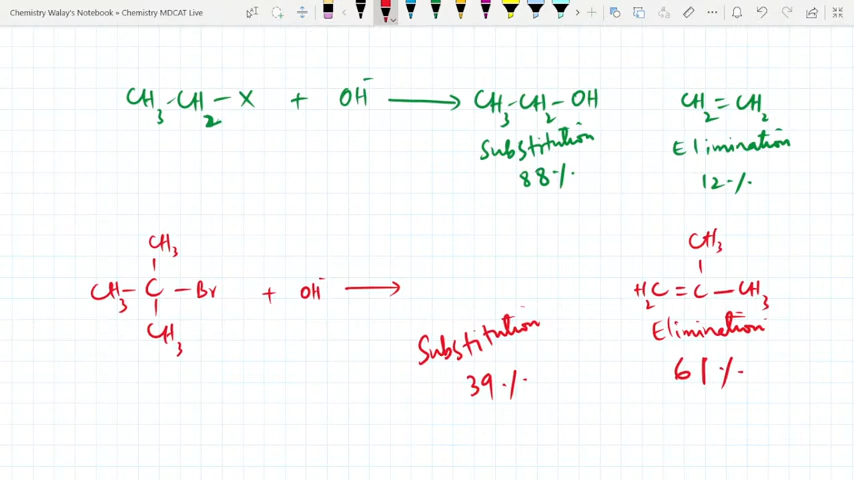 Chemistry Walay's Notebook » Chemistry MDCAT Live
CH3-CH2-X + OH⁻ → CH3-CH2-OH CH2=CH2
Substitution Elimination
88% 12%
CH3 CH3
CH3-C-Br + OH⁻ → H2C=C-CH3
CH3
Substitution Elimination
39% 61%